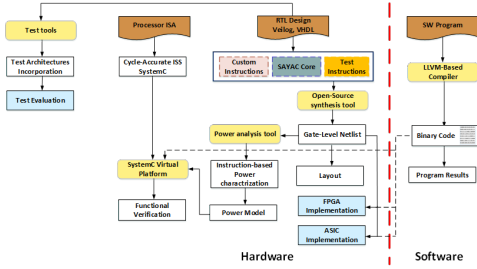 Processor ISA
RTL Design
Veilog, VHDL
SW Program
Test tools
Test Architectures
Incorporation
Cycle-Accurate ISS
SystemC
Custom
Instructions
SAYAC Core
Test
Instructions
LLVM-Based
Compiler
Test Evaluation
Open-Source
synthesis tool
Power analysis tool
Gate-Level Netlist
Binary Code
SystemC Virtual
Platform
Instruction-based
Power
charactrization
Layout
Program Results
Functional
Verification
Power Model
FPGA
Implementation
ASIC
Implementation
Hardware
Software